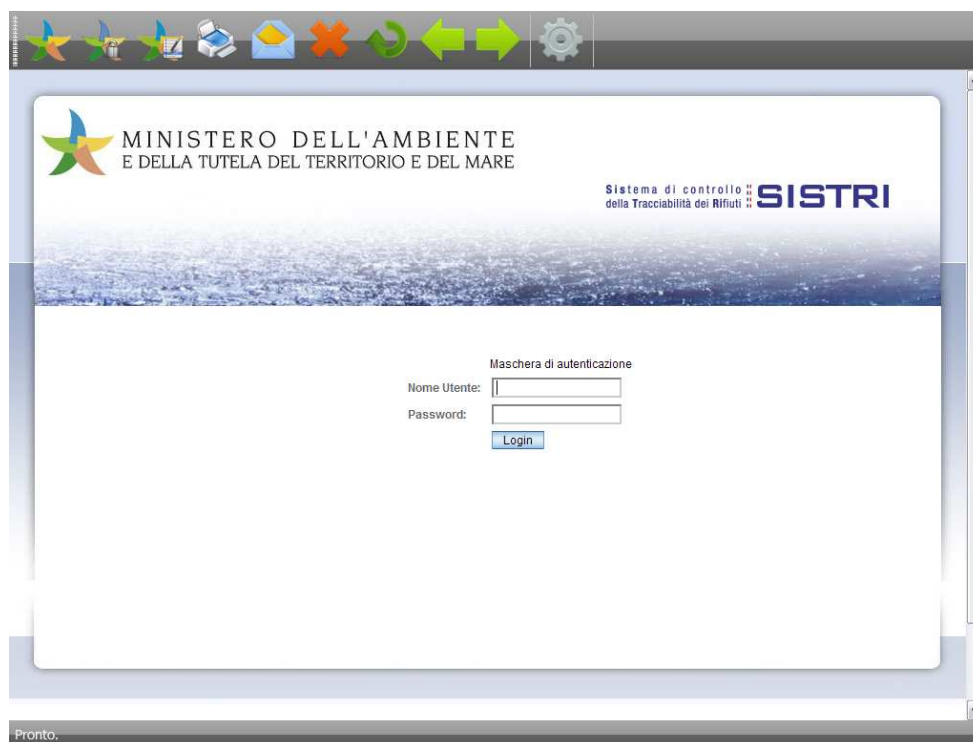 MINISTERO DELL'AMBIENTE
E DELLA TUTELA DEL TERRITORIO E DEL MARE
Sistema di controllo
della Tracciabilità dei Rifiuti
SISTRI
Maschera di autenticazione
Nome Utente:
Password:
Login
Pronto.